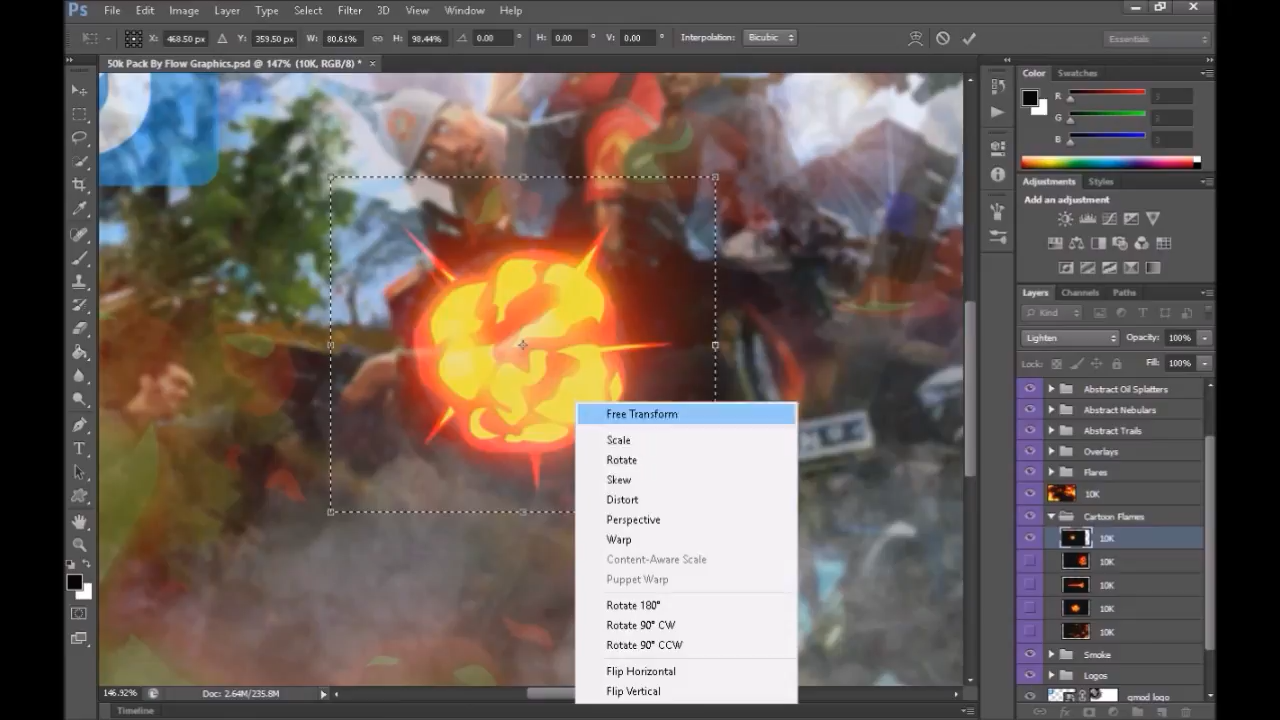 Ps File Edit Image Layer Type Select Filter 3D View Window Help
X: 468.50 px Y: 359.50 px W: 80.61% H: 98.44% 0.00 ° H: 0.00 ° V: 0.00 ° Interpolation: Bicubic Essentials
50k Pack By Flow Graphics.psd @ 147% (10K, RGB/8) * ×
Color Swatches
R
G
B
Adjustments Styles
Add an adjustment
Layers Channels Paths
Kind
Lighten Opacity: 100%
Lock: Fill: 100%
Abstract Oil Splatters
Abstract Nebulars
Abstract Trails
Overlays
Flares
10K
Cartoon Flames
10K
10K
10K
10K
10K
Smoke
Logos
gmod logo
Free Transform
Scale
Rotate
Skew
Distort
Perspective
Warp
Content-Aware Scale
Puppet Warp
Rotate 180°
Rotate 90° CW
Rotate 90° CCW
Flip Horizontal
Flip Vertical
146.92% Doc: 2.64M/235.8M
Timeline